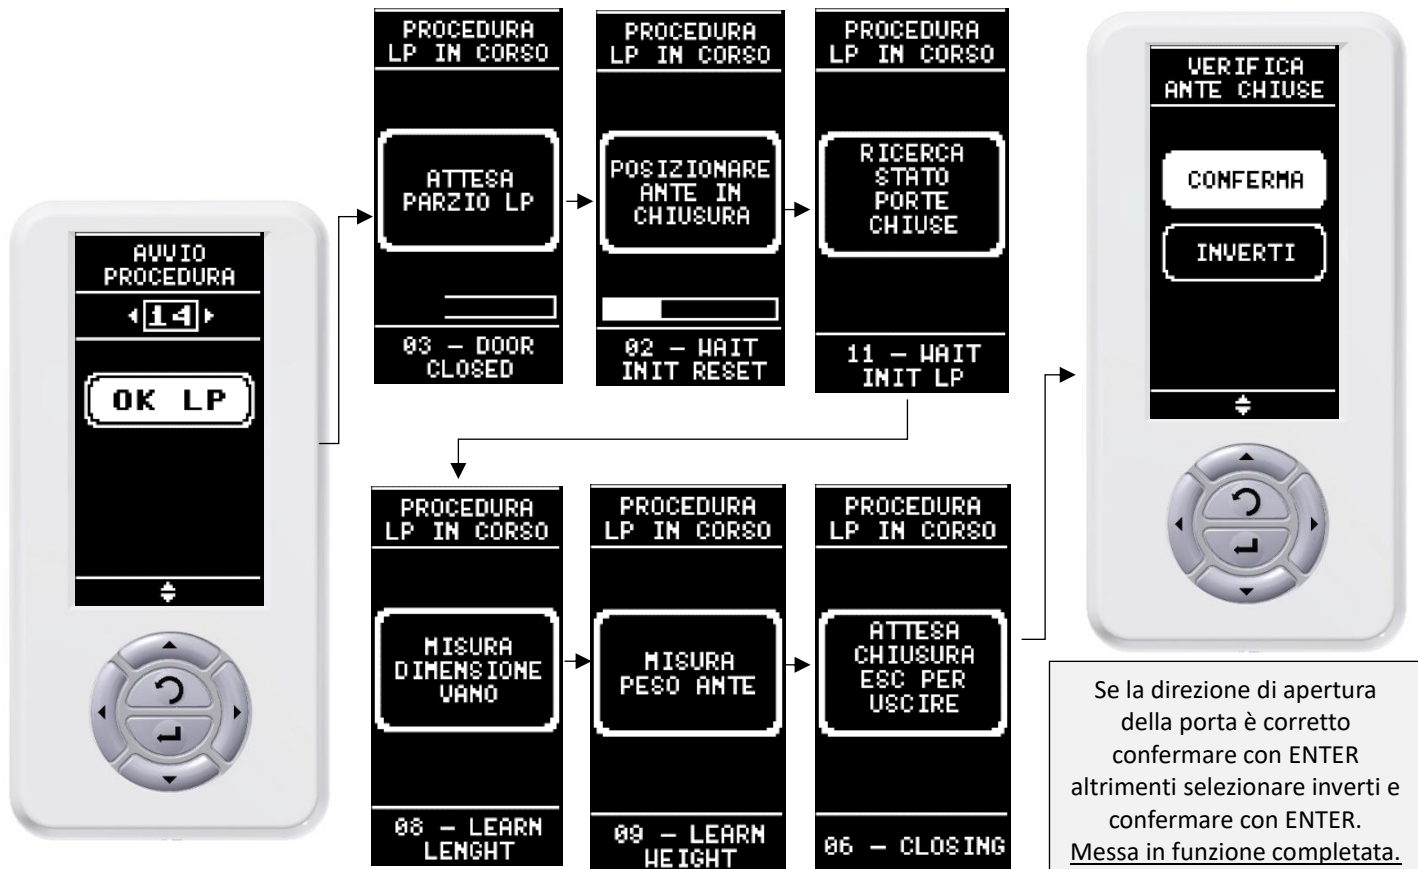 AVVIO
PROCEDURA
14
OK LP
PROCEDURA
LP IN CORSO
ATTESA
PARZIO LP
03 – DOOR
CLOSED
PROCEDURA
LP IN CORSO
POSIZIONARE
ANTE IN
CHIUSURA
02 – WAIT
INIT RESET
PROCEDURA
LP IN CORSO
RICERCA
STATO
PORTE
CHIUSE
11 – WAIT
INIT LP
PROCEDURA
LP IN CORSO
MISURA
DIMENSIONE
VANO
08 – LEARN
LENGHT
PROCEDURA
LP IN CORSO
MISURA
PESO ANTE
09 – LEARN
WEIGHT
PROCEDURA
LP IN CORSO
ATTESA
CHIUSURA
ESC PER
USCIRE
06 – CLOSING
VERIFICA
ANTE CHIUSE
CONFERMA
INVERTI
Se la direzione di apertura
della porta è corretto
confermare con ENTER
altrimenti selezionare inverti e
confermare con ENTER.
Messa in funzione completata.